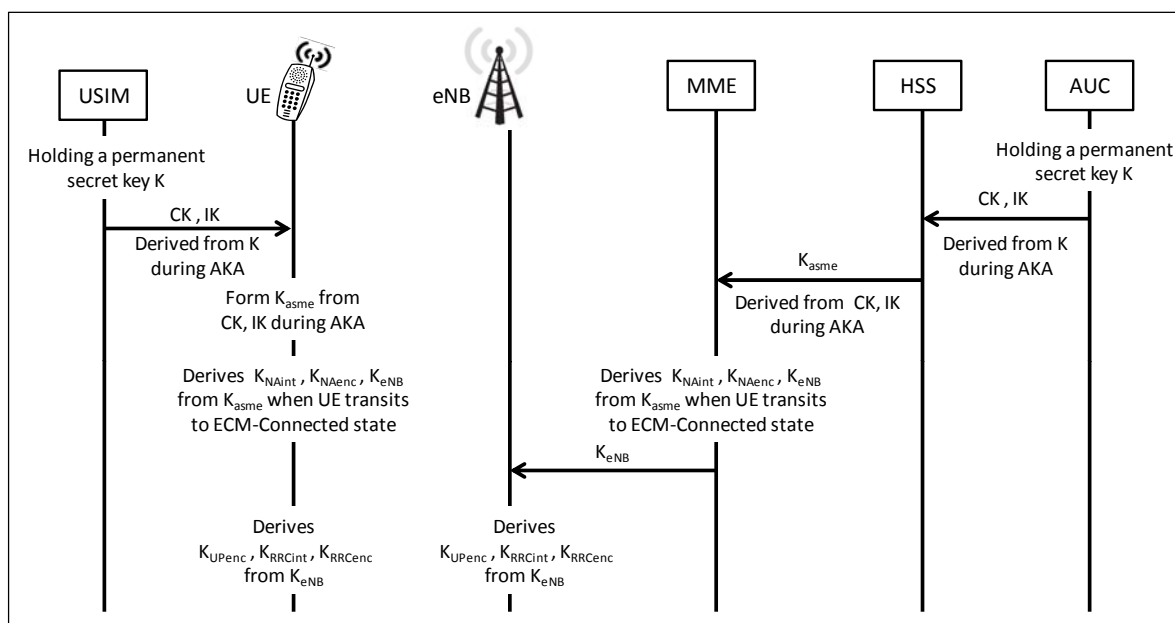 USIM
UE
eNB
MME
HSS
AUC
Holding a permanent
secret key K
Holding a permanent
secret key K
CK , IK
Derived from K
during AKA
CK , IK
Derived from K
during AKA
Kasme
Derived from CK, IK
during AKA
Form Kasme from
CK, IK during AKA
Derives KNAint , KNAenc , KeNB
from Kasme when UE transits
to ECM-Connected state
Derives KNAint , KNAenc , KeNB
from Kasme when UE transits
to ECM-Connected state
KeNB
Derives
KUPenc , KRRCint , KRRCenc
from KeNB
Derives
KUPenc , KRRCint , KRRCenc
from KeNB